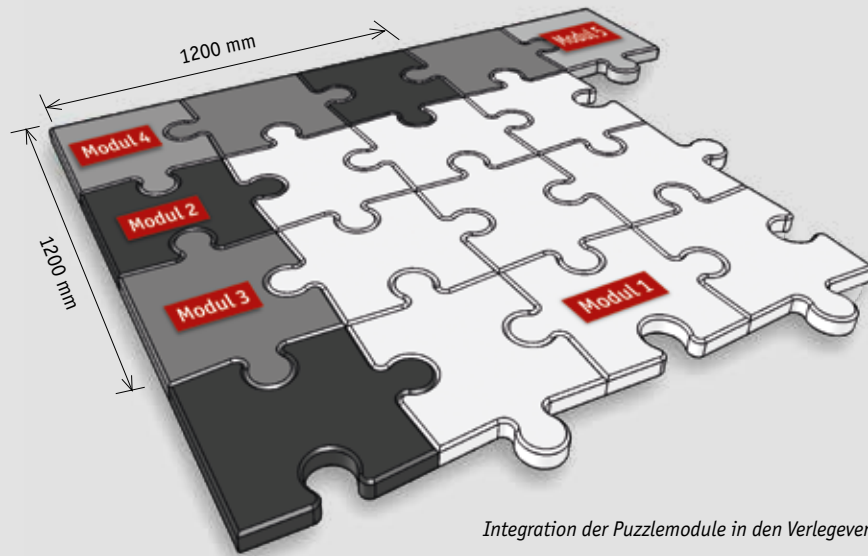 1200 mm
Modul 5
Modul 4
Modul 2
1200 mm
Modul 3
Modul 1
Integration der Puzzlemodule in den Verlegever